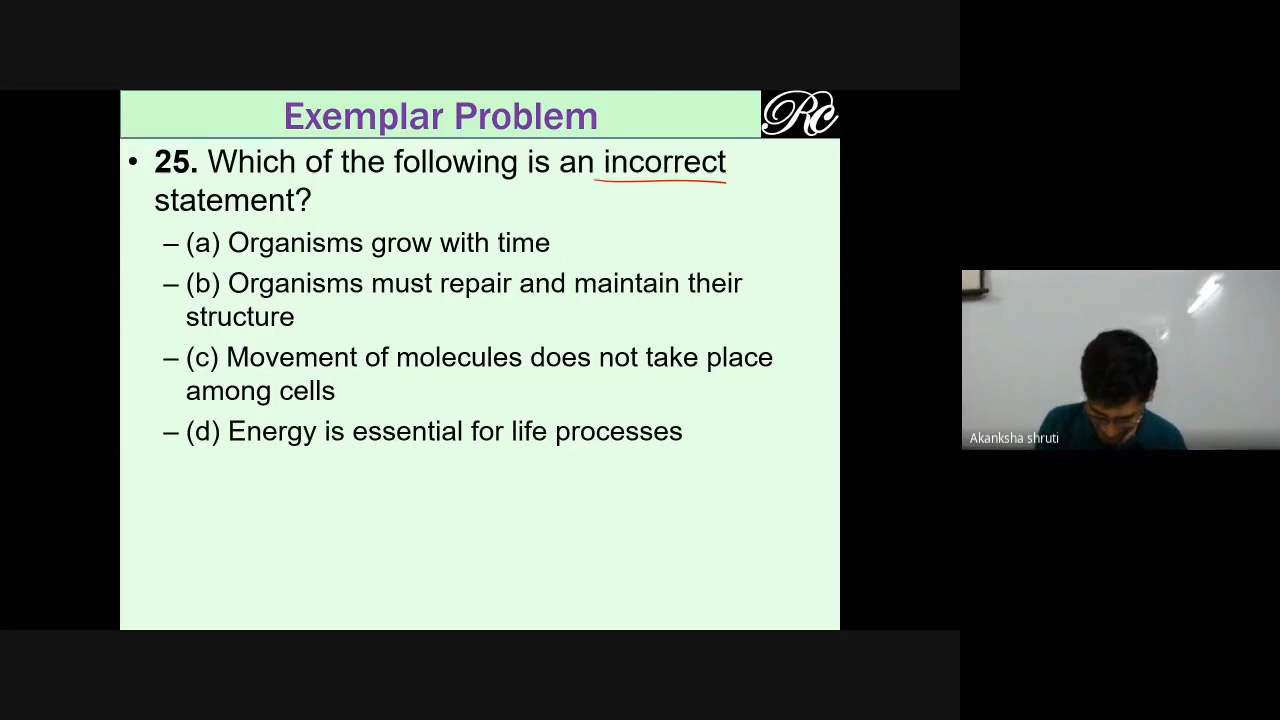 Exemplar Problem
Rc
• 25. Which of the following is an incorrect
statement?
– (a) Organisms grow with time
– (b) Organisms must repair and maintain their
structure
– (c) Movement of molecules does not take place
among cells
– (d) Energy is essential for life processes
Akanksha shruti